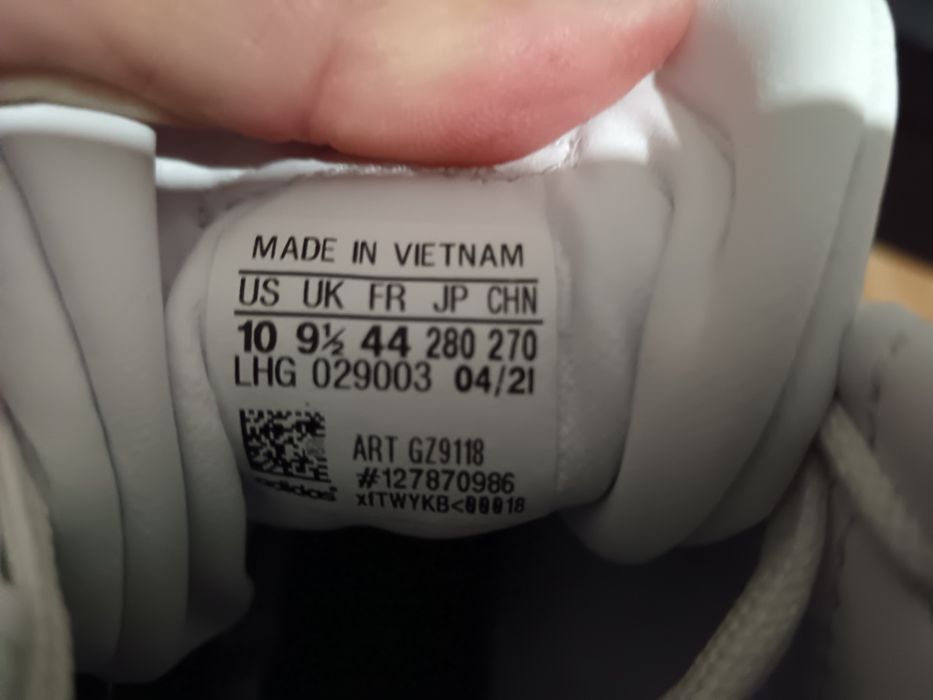 MADE IN VIETNAM
US UK FR JP CHN
10 9½ 44 280 270
LHG 029003 04/21
ART GZ9118
#127870986
adidas. xfTWYKB<00018